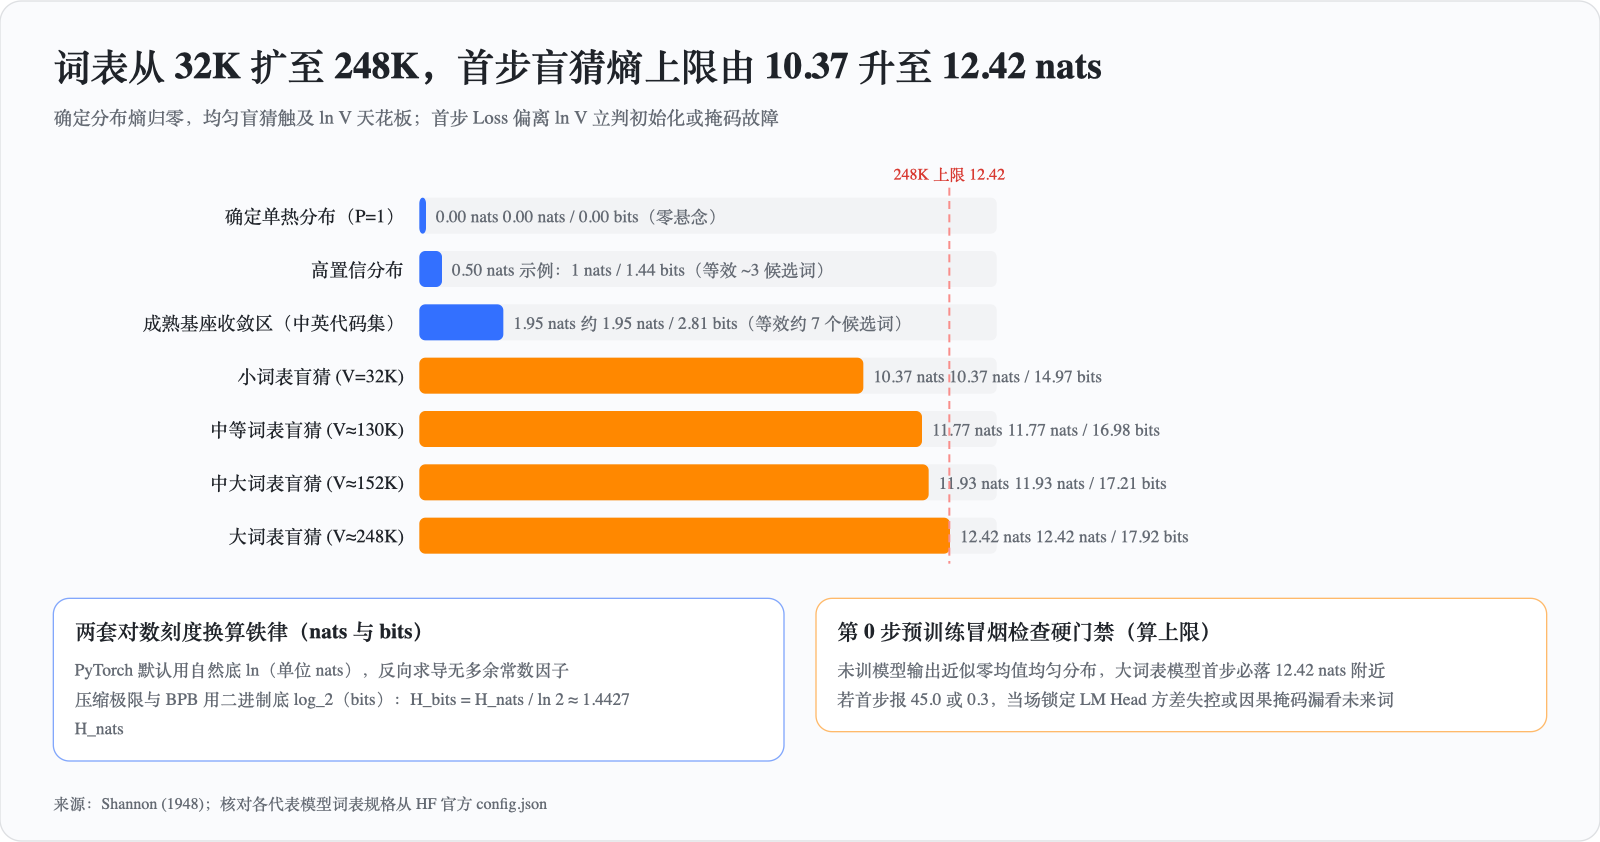 词表从 32K 扩至 248K，首步盲猜熵上限由 10.37 升至 12.42 nats
确定分布熵归零，均匀盲猜触及 ln V 天花板；首步 Loss 偏离 ln V 立判初始化或掩码故障
248K 上限 12.42
确定单热分布（P=1） 0.00 nats 0.00 nats / 0.00 bits（零悬念）
高置信分布 0.50 nats 示例：1 nats / 1.44 bits（等效 ~3 候选词）
成熟基座收敛区（中英代码集） 1.95 nats 约 1.95 nats / 2.81 bits（等效约 7 个候选词）
小词表盲猜 (V=32K) 10.37 nats 10.37 nats / 14.97 bits
中等词表盲猜 (V≈130K) 11.77 nats 11.77 nats / 16.98 bits
中大词表盲猜 (V≈152K) 11.93 nats 11.93 nats / 17.21 bits
大词表盲猜 (V≈248K) 12.42 nats 12.42 nats / 17.92 bits
两套对数刻度换算铁律（nats 与 bits）
PyTorch 默认用自然底 ln（单位 nats），反向求导无多余常数因子
压缩极限与 BPB 用二进制底 log_2（bits）：H_bits = H_nats / ln 2 ≈ 1.4427
H_nats
第 0 步预训练冒烟检查硬门禁（算上限）
未训模型输出近似零均值均匀分布，大词表模型首步必落 12.42 nats 附近
若首步报 45.0 或 0.3，当场锁定 LM Head 方差失控或因果掩码漏看未来词
来源：Shannon (1948)；核对各代表模型词表规格从 HF 官方 config.json